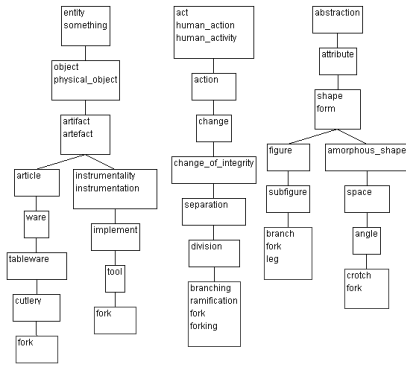 entity
something
object
physical_object
artifact
artefact
article
instrumentality
instrumentation
ware
implement
tableware
tool
cutlery
fork
fork
act
human_action
human_activity
action
change
change_of_integrity
separation
division
branching
ramification
fork
forking
abstraction
attribute
shape
form
figure
amorphous_shape
subfigure
space
branch
fork
leg
angle
crotch
fork